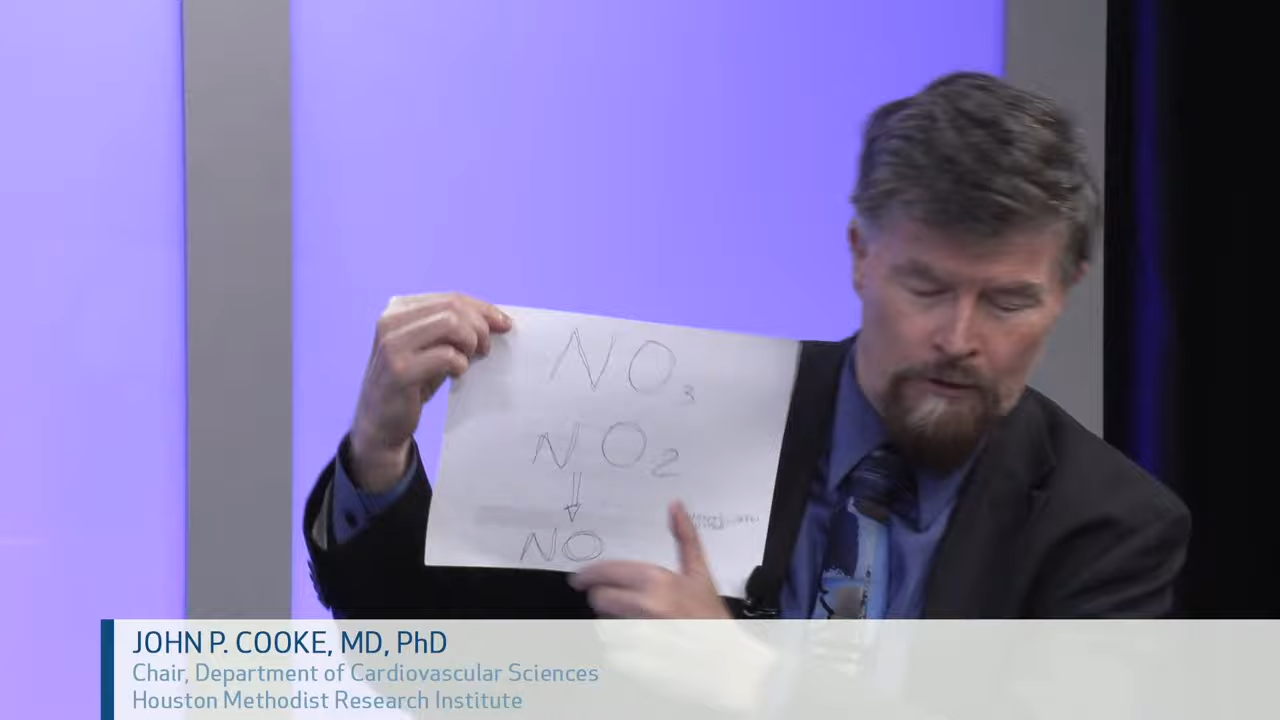 NO₃
NO₂
NO
JOHN P. COOKE, MD, PhD
Chair, Department of Cardiovascular Sciences
Houston Methodist Research Institute